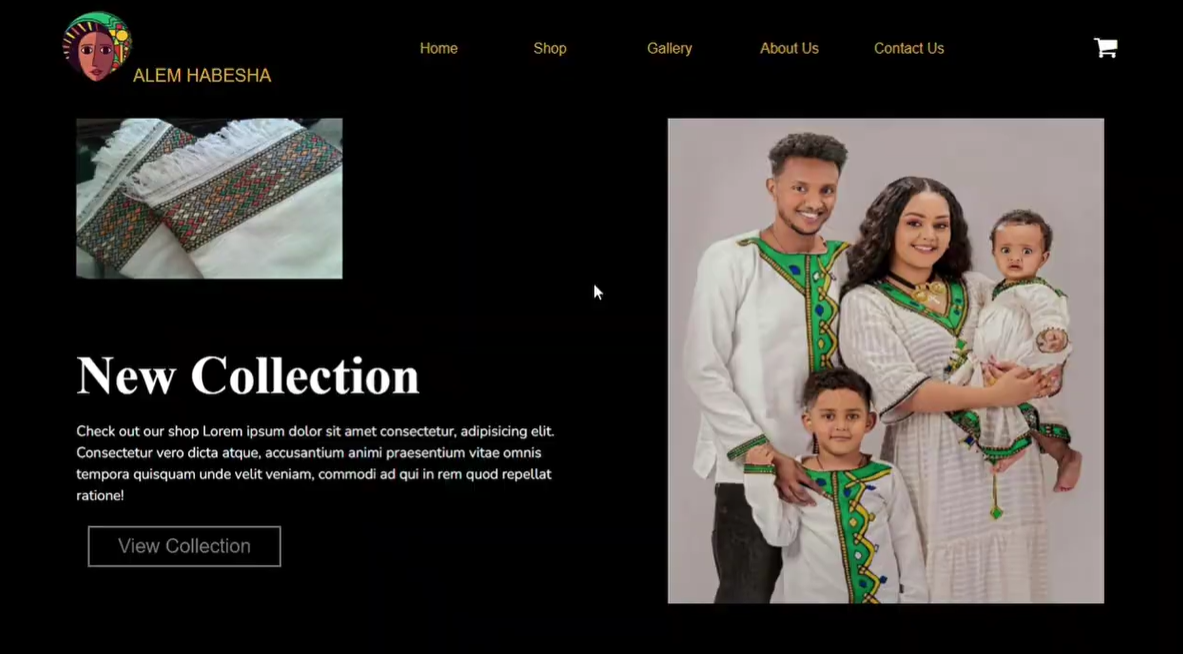 ALEM HABESHA
Home
Shop
Gallery
About Us
Contact Us
New Collection
Check out our shop Lorem ipsum dolor sit amet consectetur, adipisicing elit.
Consectetur vero dicta atque, accusantium animi praesentium vitae omnis
tempora quisquam unde velit veniam, commodi ad qui in rem quod repellat
ratione!
View Collection